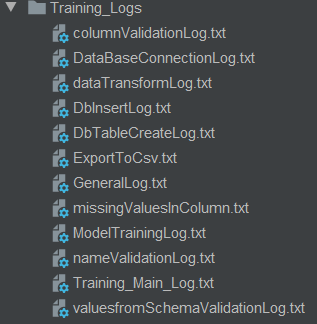 Training_Logs
columnValidationLog.txt
DataBaseConnectionLog.txt
dataTransformLog.txt
DbInsertLog.txt
DbTableCreateLog.txt
ExportToCsv.txt
GeneralLog.txt
missingValuesInColumn.txt
ModelTrainingLog.txt
nameValidationLog.txt
Training_Main_Log.txt
valuesfromSchemaValidationLog.txt